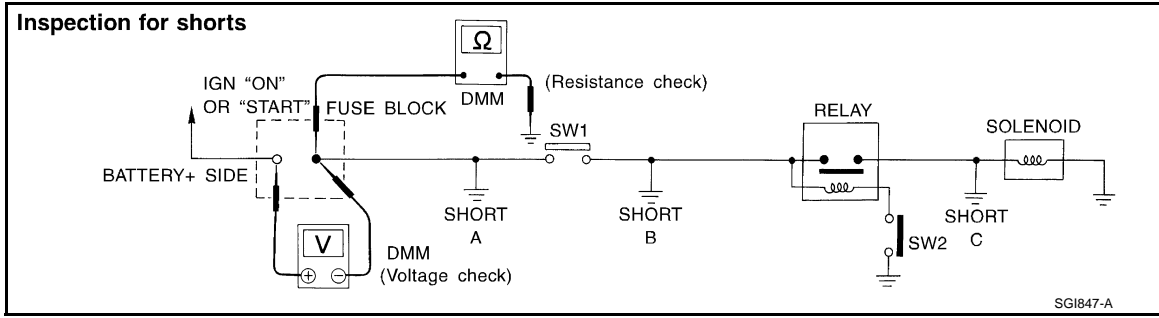 Inspection for shorts
Ω
IGN “ON”
OR “START”
FUSE BLOCK
DMM
(Resistance check)
SW1
RELAY
SOLENOID
BATTERY+ SIDE
SHORT
A
SHORT
B
SHORT
C
SW2
V
+ −
DMM
(Voltage check)
SGI847-A